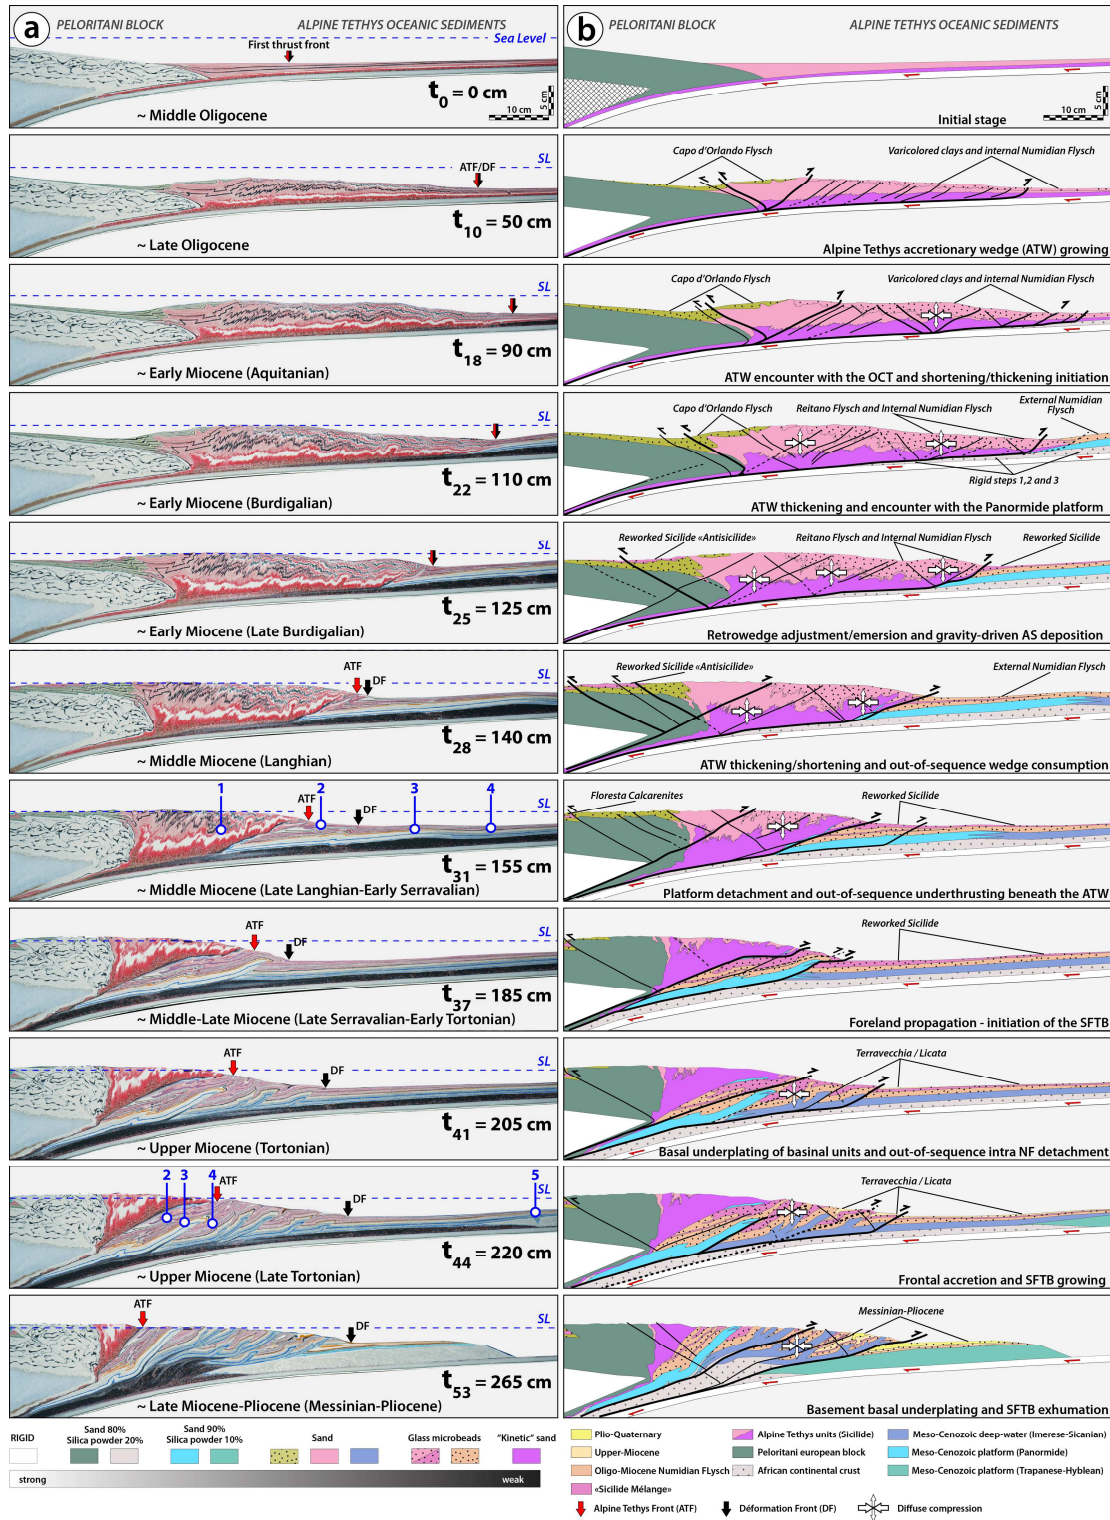 a
PELORITANI BLOCK
ALPINE TETHYS OCEANIC SEDIMENTS
Sea Level
First thrust front
t0 = 0 cm
5 cm
10 cm
~ Middle Oligocene
SL
ATF/DF
t10 = 50 cm
~ Late Oligocene
SL
t18 = 90 cm
~ Early Miocene (Aquitanian)
SL
t22 = 110 cm
~ Early Miocene (Burdigalian)
SL
t25 = 125 cm
~ Early Miocene (Late Burdigalian)
SL
ATF
DF
t28 = 140 cm
~ Middle Miocene (Langhian)
1
2
3
4
SL
ATF
DF
t31 = 155 cm
~ Middle Miocene (Late Langhian-Early Serravalian)
ATF
SL
DF
t37 = 185 cm
~ Middle-Late Miocene (Late Serravalian-Early Tortonian)
ATF
SL
DF
t41 = 205 cm
~ Upper Miocene (Tortonian)
2
3
4
ATF
5
SL
DF
t44 = 220 cm
~ Upper Miocene (Late Tortonian)
ATF
SL
DF
t53 = 265 cm
~ Late Miocene-Pliocene (Messinian-Pliocene)
b
PELORITANI BLOCK
ALPINE TETHYS OCEANIC SEDIMENTS
5 cm
10 cm
Initial stage
Capo d'Orlando Flysch
Varicolored clays and internal Numidian Flysch
Alpine Tethys accretionary wedge (ATW) growing
Capo d'Orlando Flysch
Varicolored clays and internal Numidian Flysch
ATW encounter with the OCT and shortening/thickening initiation
Capo d'Orlando Flysch
Reitano Flysch and Internal Numidian Flysch
External Numidian
Flysch
Rigid steps 1,2 and 3
ATW thickening and encounter with the Panormide platform
Reworked Sicilide «Antisicilide»
Reitano Flysch and Internal Numidian Flysch
Reworked Sicilide
Retrowedge adjustment/emersion and gravity-driven AS deposition
Reworked Sicilide «Antisicilide»
External Numidian Flysch
ATW thickening/shortening and out-of-sequence wedge consumption
Floresta Calcarenites
Reworked Sicilide
Platform detachment and out-of-sequence underthrusting beneath the ATW
Reworked Sicilide
Foreland propagation - initiation of the SFTB
Terravecchia / Licata
Basal underplating of basinal units and out-of-sequence intra NF detachment
Terravecchia / Licata
Frontal accretion and SFTB growing
Messinian-Pliocene
Basement basal underplating and SFTB exhumation
RIGID
Sand 80%
Silica powder 20%
Sand 90%
Silica powder 10%
Sand
Glass microbeads
"Kinetic" sand
strong
weak
Plio-Quaternary
Upper-Miocene
Oligo-Miocene Numidian FLysch
«Sicilide Mélange»
Alpine Tethys units (Sicilide)
Peloritani european block
African continental crust
Meso-Cenozoic deep-water (Imerese-Sicanian)
Meso-Cenozoic platform (Panormide)
Meso-Cenozoic platform (Trapanese-Hyblean)
Alpine Tethys Front (ATF)
Déformation Front (DF)
Diffuse compression